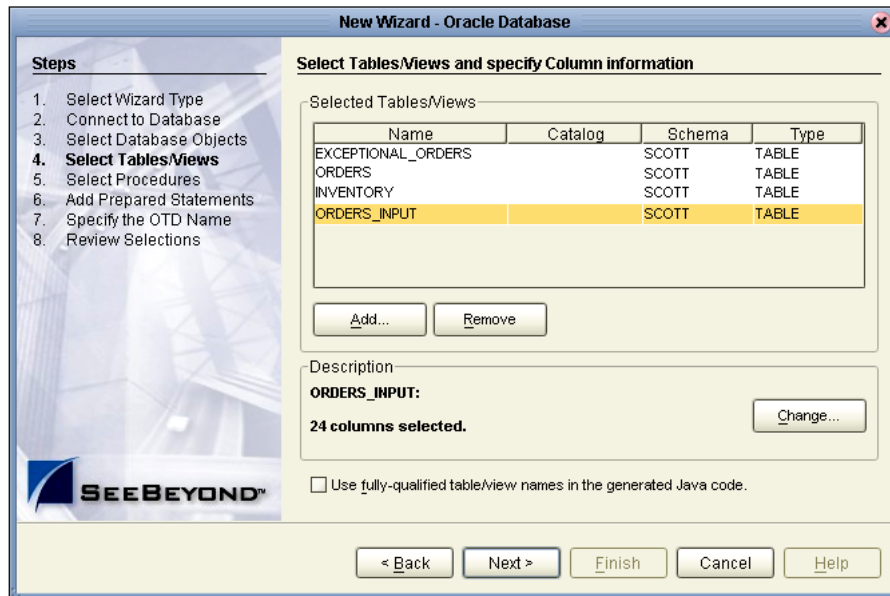 New Wizard - Oracle Database
Steps
1. Select Wizard Type
2. Connect to Database
3. Select Database Objects
4. Select Tables/Views
5. Select Procedures
6. Add Prepared Statements
7. Specify the OTD Name
8. Review Selections
SEEBEYOND™
Select Tables/Views and specify Column information
Selected Tables/Views
Name Catalog Schema Type
EXCEPTIONAL_ORDERS SCOTT TABLE
ORDERS SCOTT TABLE
INVENTORY SCOTT TABLE
ORDERS_INPUT SCOTT TABLE
Add... Remove
Description
ORDERS_INPUT:
24 columns selected.
Change...
Use fully-qualified table/view names in the generated Java code.
< Back Next > Finish Cancel Help